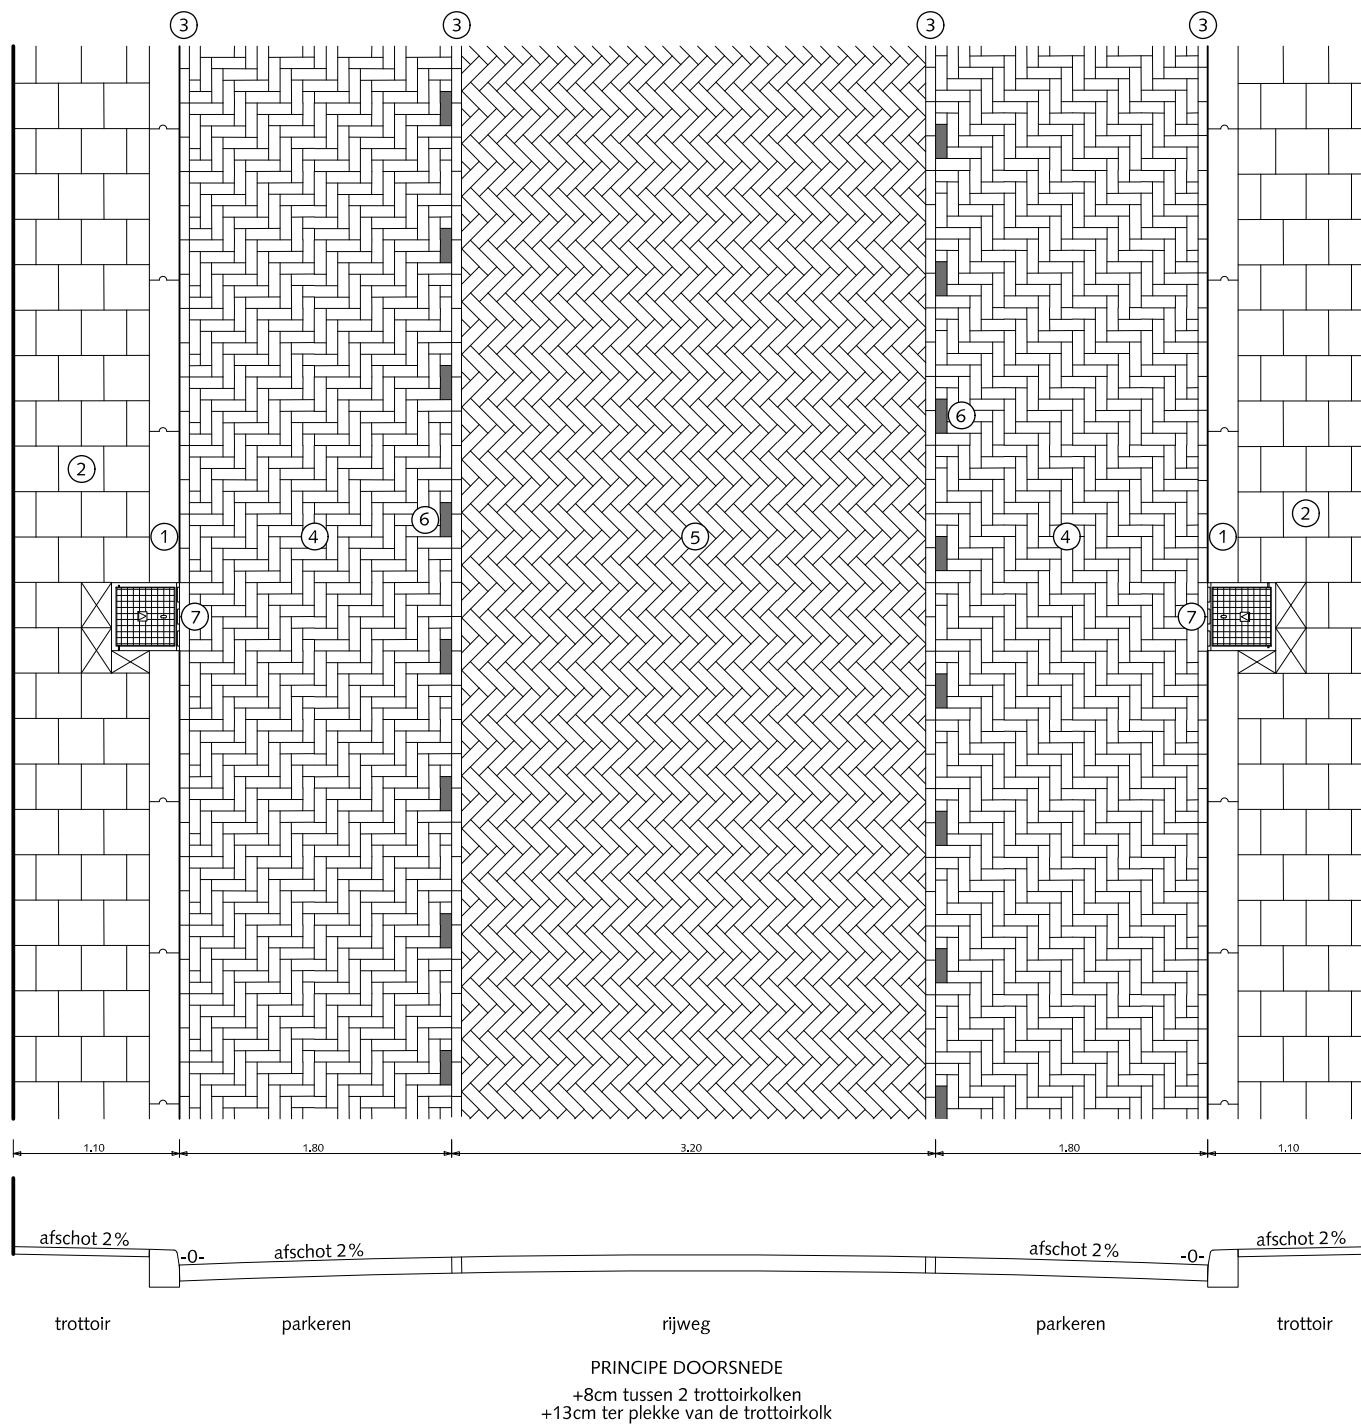 3 3 3 3
6
2
2
6
1 4 5 4 1
7 7
1.10 1.80 3.20 1.80 1.10
afschot 2% -0- afschot 2% afschot 2% -0- afschot 2%
trottoir parkeren rijweg parkeren trottoir
PRINCIPE DOORSNEDE
+8cm tussen 2 trottoirkolken
+13cm ter plekke van de trottoirkolk